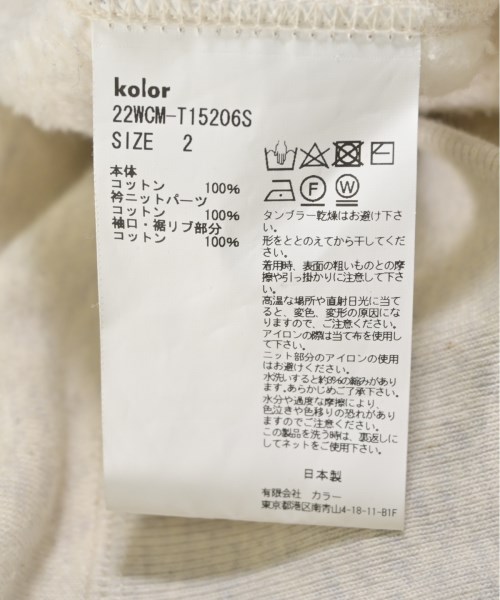 kolor
22WCM-T15206S
SIZE 2
本体
コットン 100%
衿ニットパーツ
コットン 100%
袖口・裾リブ部分
コットン 100%
F
W
タンブラー乾燥はお避け下さ
い。
形をととのえてから干してくだ
さい。
着用時、表面の粗いものとの摩
擦や引っ掛かりに注意して下さ
い。
高温な場所や直射日光に当て
ると、変色、変形の原因にな
りますので、ご注意ください。
アイロンの際は当て布を使用し
て下さい。
ニット部分のアイロンの使用
はお避けください。
水洗いすると約3%の縮みがあり
ます。あらかじめご了承下さい。
水分や過度な摩擦により、
色泣きや色移りの恐れがあり
ますのでご注意ください。
この製品を洗う時は、裏返しに
してネットをご使用下さい。
日本製
有限会社 カラー
東京都港区南青山4-18-11-B1F